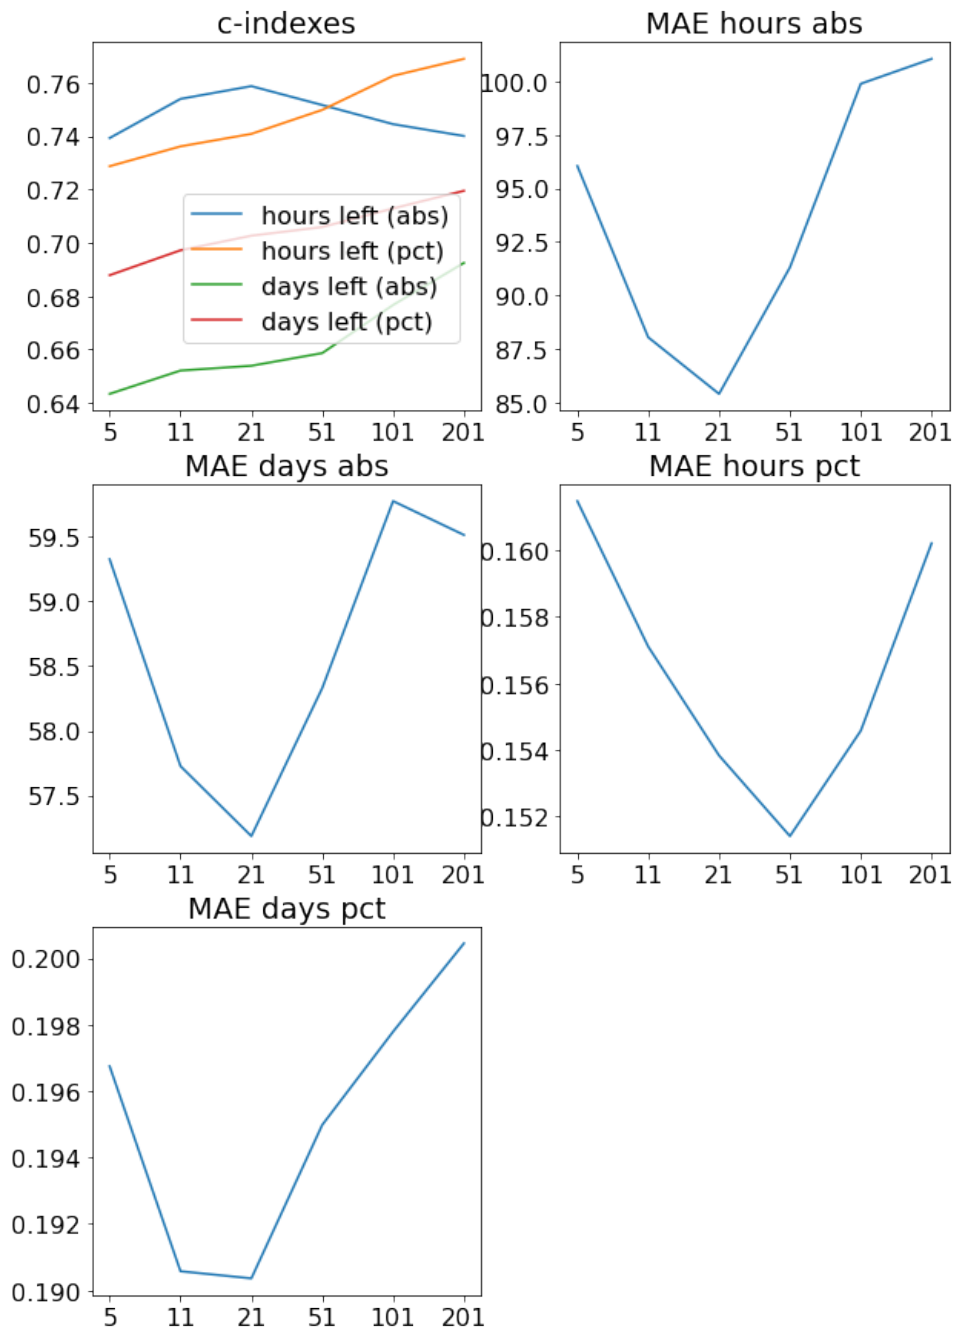 c-indexes
0.76
0.74
0.72
0.70
0.68
0.66
0.64
hours left (abs)
hours left (pct)
days left (abs)
days left (pct)
5 11 21 51 101 201
MAE hours abs
100.0
97.5
95.0
92.5
90.0
87.5
85.0
5 11 21 51 101 201
MAE days abs
59.5
59.0
58.5
58.0
57.5
5 11 21 51 101 201
MAE hours pct
0.160
0.158
0.156
0.154
0.152
5 11 21 51 101 201
MAE days pct
0.200
0.198
0.196
0.194
0.192
0.190
5 11 21 51 101 201